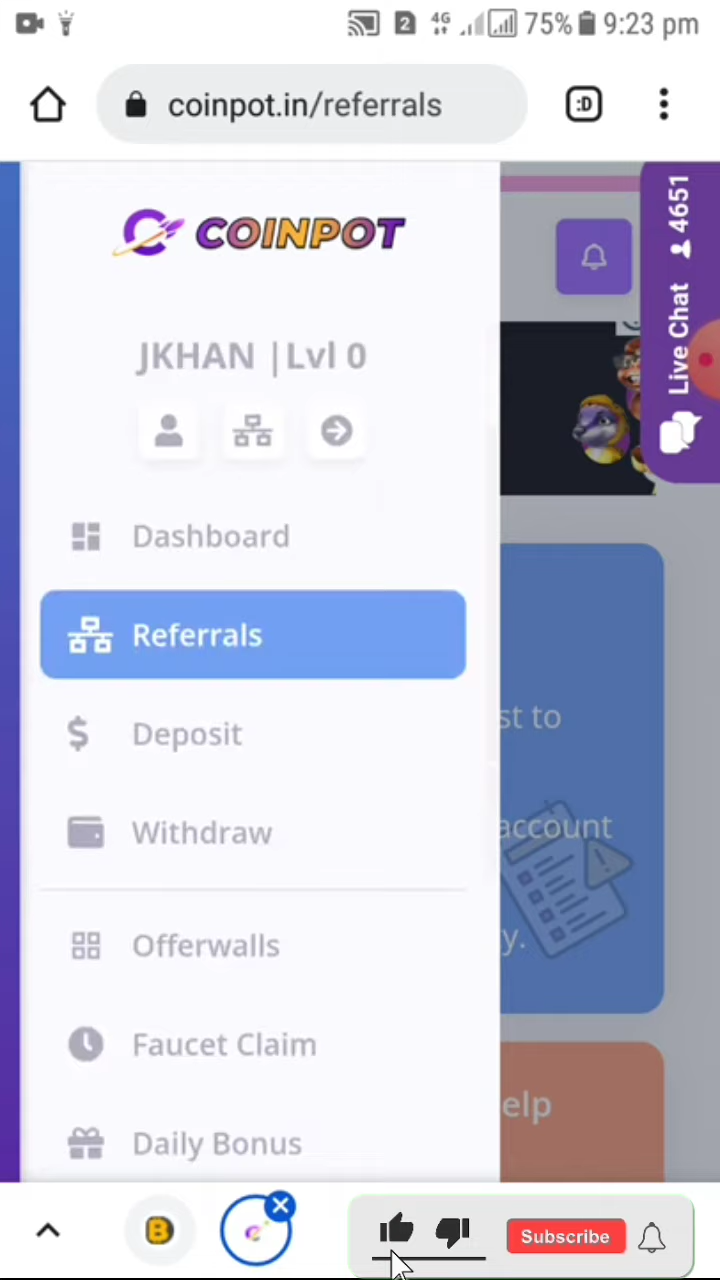 2 4G 75% 9:23 pm
coinpot.in/referrals :D
COINPOT
4651
Live Chat
JKHAN |Lvl 0
Dashboard
Referrals
st to
Deposit
Withdraw
account
Offerwalls
y.
Faucet Claim
elp
Daily Bonus
Subscribe